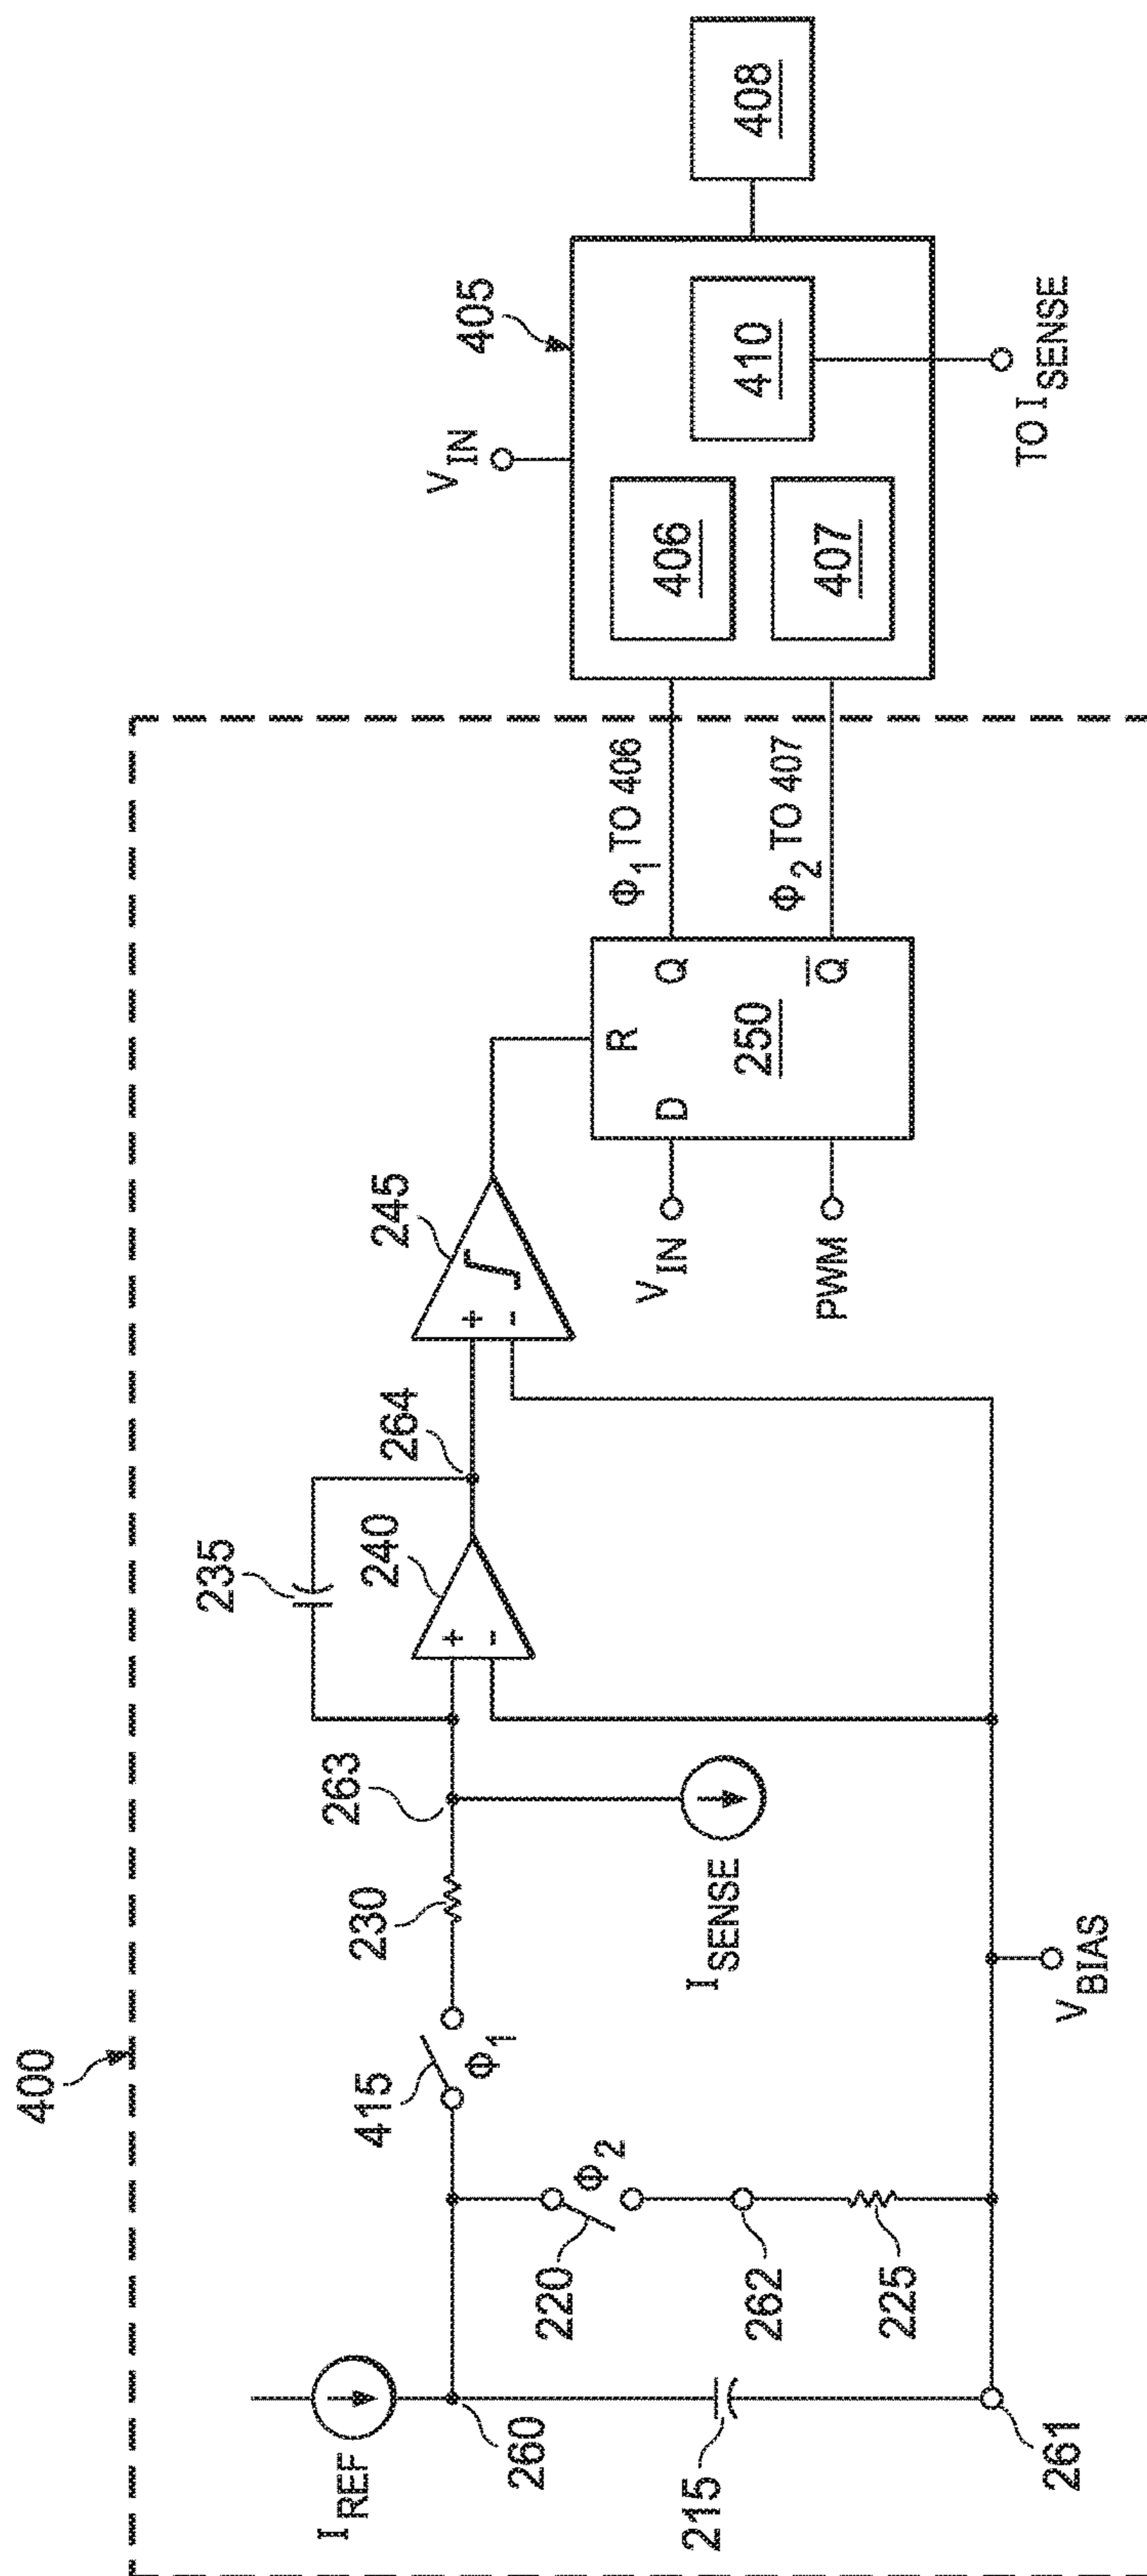 400
I REF
260
215
261
220
Φ2
262
225
415
Φ1
230
263
I SENSE
V BIAS
235
240
+
-
264
245
+
-
V IN
PWM
R
D
Q
250
Q̅
Φ1 TO 406
Φ2 TO 407
405
V IN
406
407
410
TO I SENSE
408